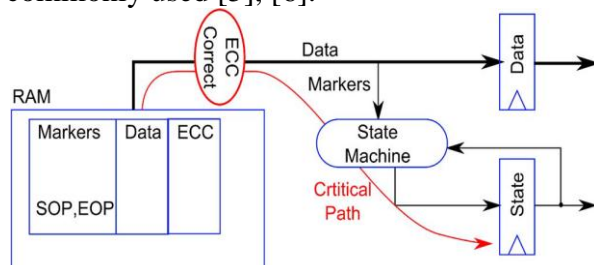 commonly used [5], [6].
ECC
Correct
Data
Markers
Data
RAM
Markers Data ECC
SOP,EOP
State
Machine
Crtitical
Path
State